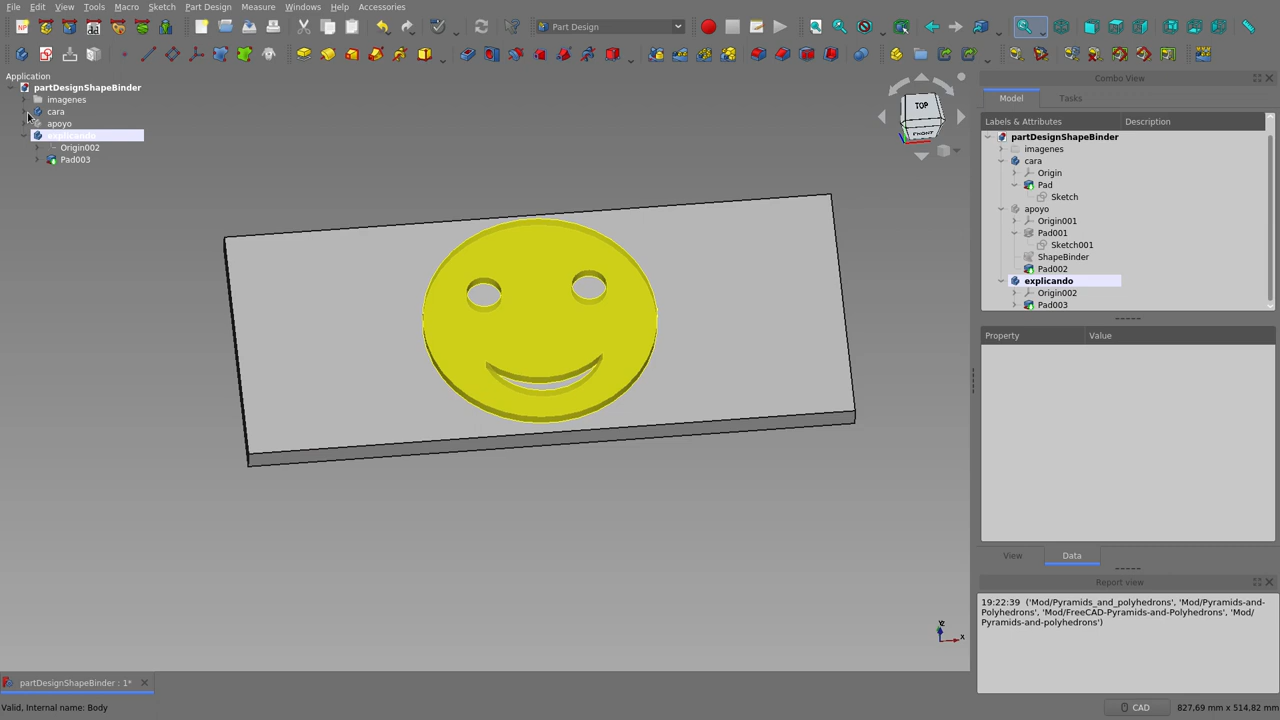 File Edit View Tools Macro Sketch Part Design Measure Windows Help Accessories
Part Design
Application
partDesignShapeBinder
imagenes
cara
apoyo
explicando
Origin002
Pad003
TOP
FRONT
Combo View
Model Tasks
Labels & Attributes Description
partDesignShapeBinder
imagenes
cara
Origin
Pad
Sketch
apoyo
Origin001
Pad001
Sketch001
ShapeBinder
Pad002
explicando
Origin002
Pad003
Property Value
View Data
Report view
19:22:39 ('Mod/Pyramids_and_polyhedrons', 'Mod/Pyramids-and-
Polyhedrons', 'Mod/FreeCAD-Pyramids-and-Polyhedrons', 'Mod/
Pyramids-and-polyhedrons')
X
partDesignShapeBinder : 1*
Valid, Internal name: Body
CAD 827.69 mm x 514.82 mm